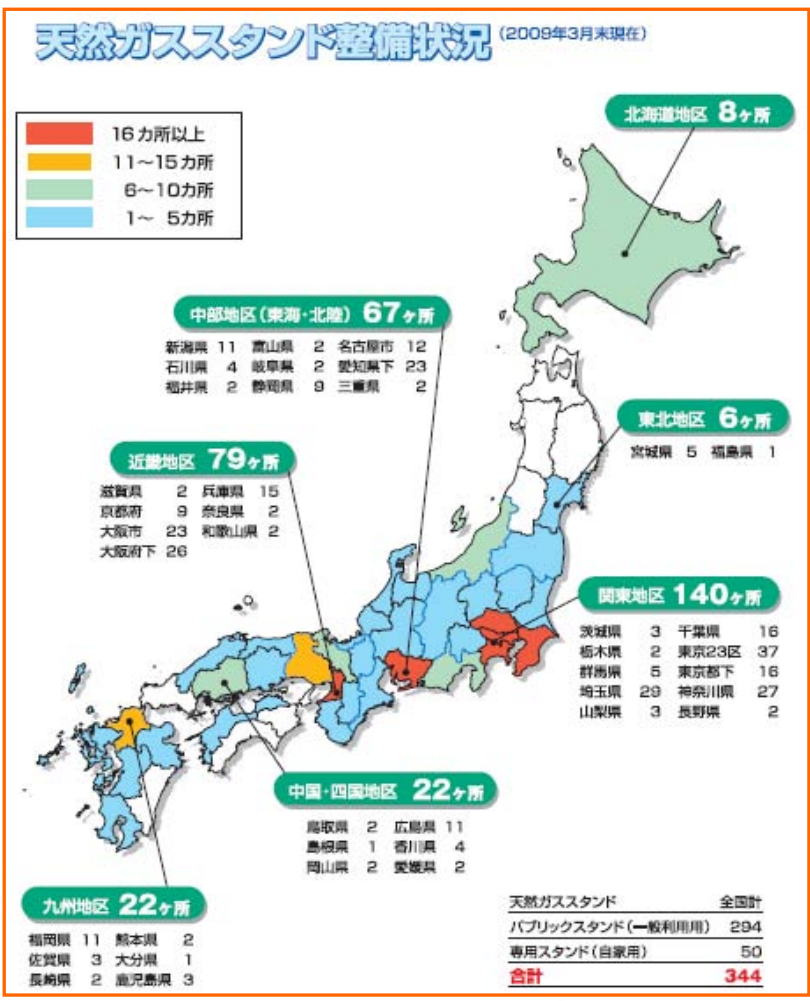 天然ガススタンド整備状況 (2009年3月末現在)
16カ所以上
11～15カ所
6～10カ所
1～ 5カ所
北海道地区 8ヶ所
中部地区(東海・北陸) 67ヶ所
新潟県 11 富山県 2 名古屋市 12
石川県 4 岐阜県 2 愛知県下 23
福井県 2 静岡県 9 三重県 2
東北地区 6ヶ所
宮城県 5 福島県 1
近畿地区 79ヶ所
滋賀県 2 兵庫県 15
京都府 9 奈良県 2
大阪市 23 和歌山県 2
大阪府下 26
関東地区 140ヶ所
茨城県 3 千葉県 16
栃木県 2 東京23区 37
群馬県 5 東京都下 16
埼玉県 29 神奈川県 27
山梨県 3 長野県 2
中国・四国地区 22ヶ所
鳥取県 2 広島県 11
島根県 1 香川県 4
岡山県 2 愛媛県 2
九州地区 22ヶ所
福岡県 11 熊本県 2
佐賀県 3 大分県 1
長崎県 2 鹿児島県 3
天然ガススタンド 全国計
パブリックスタンド(一般利用用) 294
専用スタンド(自家用) 50
合計 344